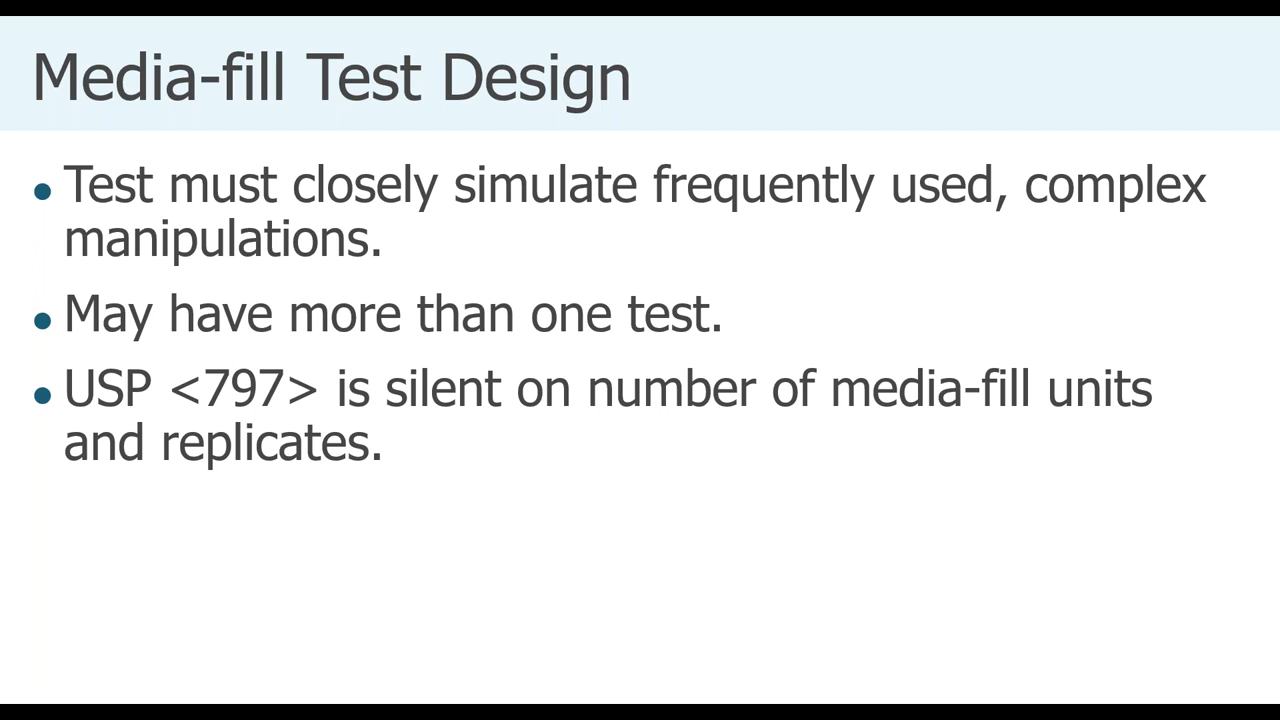 Media-fill Test Design
• Test must closely simulate frequently used, complex
manipulations.
• May have more than one test.
• USP <797> is silent on number of media-fill units
and replicates.